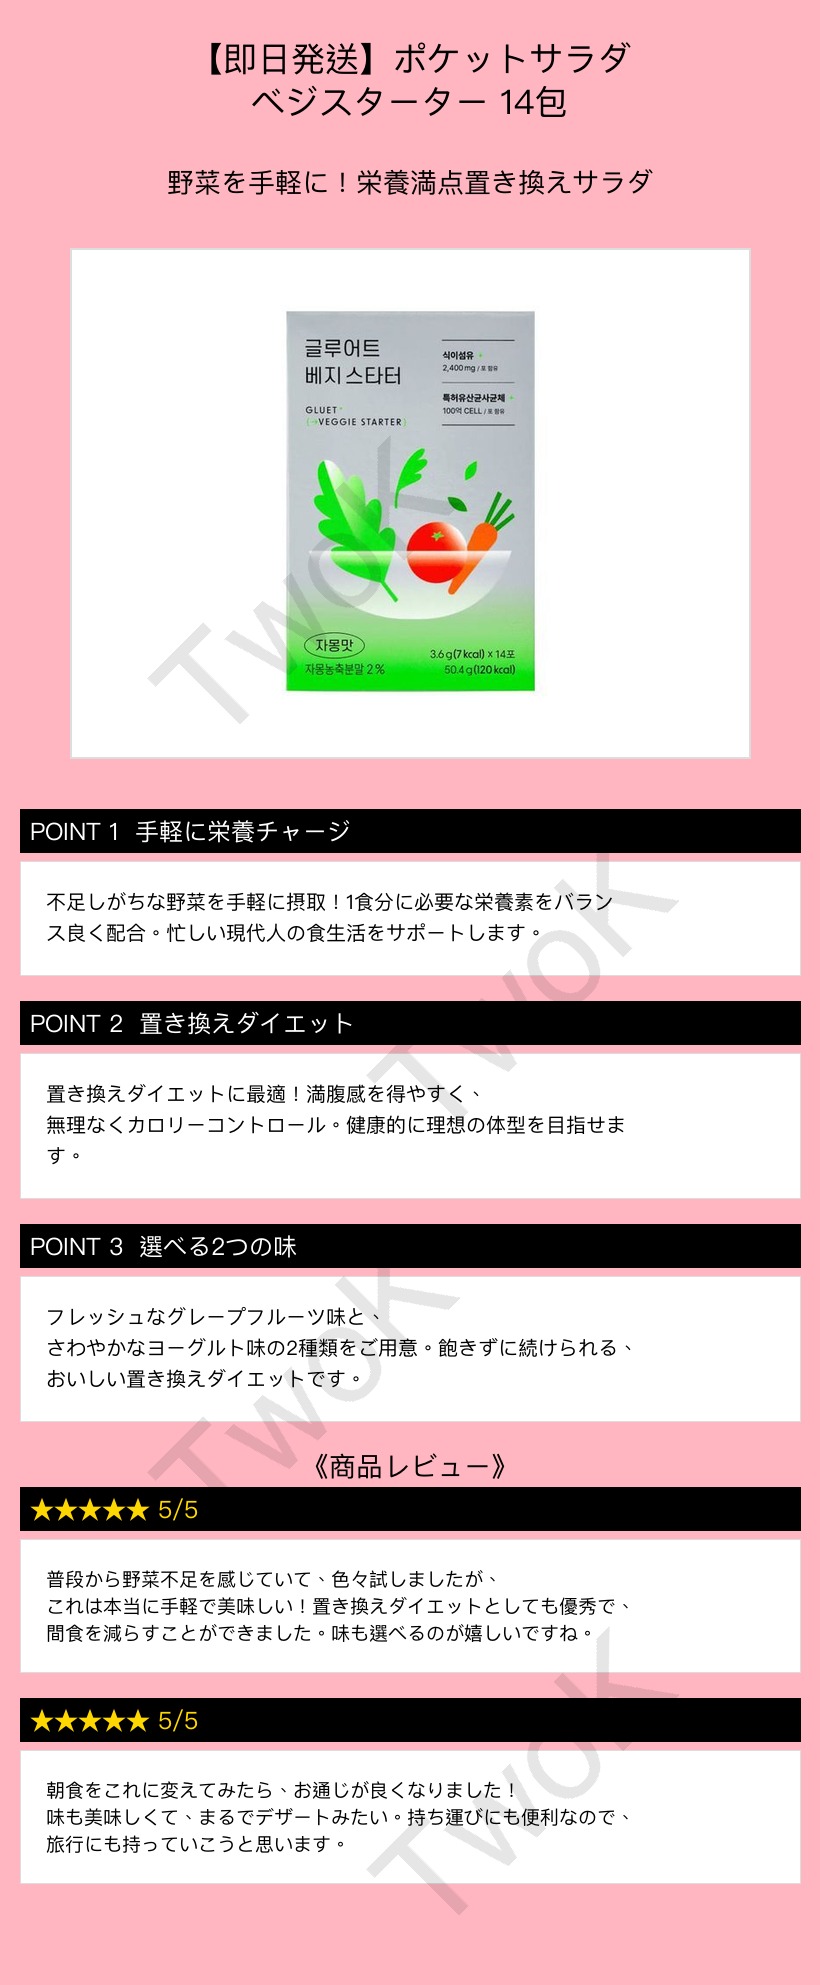 【即日発送】ポケットサラダ
ベジスターター 14包
野菜を手軽に！栄養満点置き換えサラダ
글루어트
베지 스타터
GLUET+
(→VEGGIE STARTER)
식이섬유 +
2,400 mg / 포 함유
특허유산균사균체 +
100억 CELL / 포 함유
자몽맛
자몽농축분말 2 %
3.6 g(7 kcal) x 14포
50.4 g(120 kcal)
TwoK
POINT 1 手軽に栄養チャージ
不足しがちな野菜を手軽に摂取！1食分に必要な栄養素をバラン
ス良く配合。忙しい現代人の食生活をサポートします。
TwoK
POINT 2 置き換えダイエット
置き換えダイエットに最適！満腹感を得やすく、
無理なくカロリーコントロール。健康的に理想の体型を目指せま
す。
POINT 3 選べる2つの味
フレッシュなグレープフルーツ味と、
さわやかなヨーグルト味の2種類をご用意。飽きずに続けられる、
おいしい置き換えダイエットです。
TwoK
《商品レビュー》
★★★★★ 5/5
普段から野菜不足を感じていて、色々試しましたが、
これは本当に手軽で美味しい！置き換えダイエットとしても優秀で、
間食を減らすことができました。味も選べるのが嬉しいですね。
★★★★★ 5/5
朝食をこれに変えてみたら、お通じが良くなりました！
味も美味しくて、まるでデザートみたい。持ち運びにも便利なので、
旅行にも持っていこうと思います。
TwoK